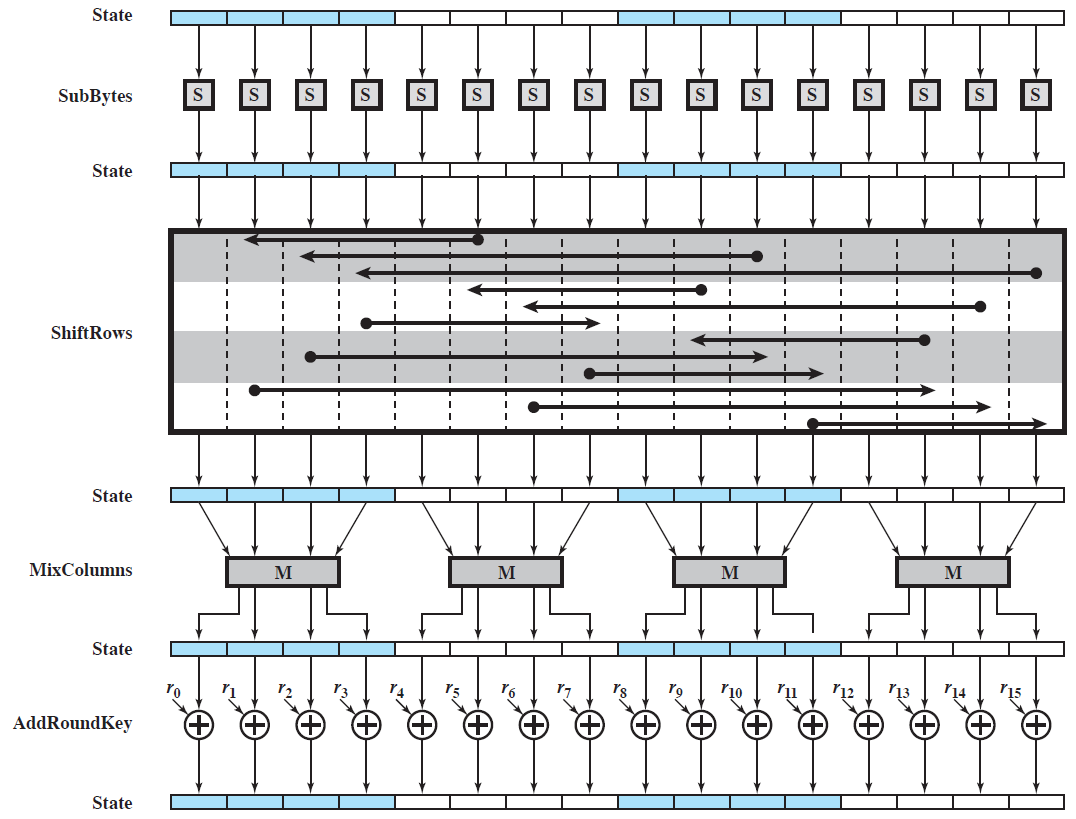 State
SubBytes S S S S S S S S S S S S S S S S
State
ShiftRows
State
MixColumns M M M M
State
r0 r1 r2 r3 r4 r5 r6 r7 r8 r9 r10 r11 r12 r13 r14 r15
AddRoundKey
State